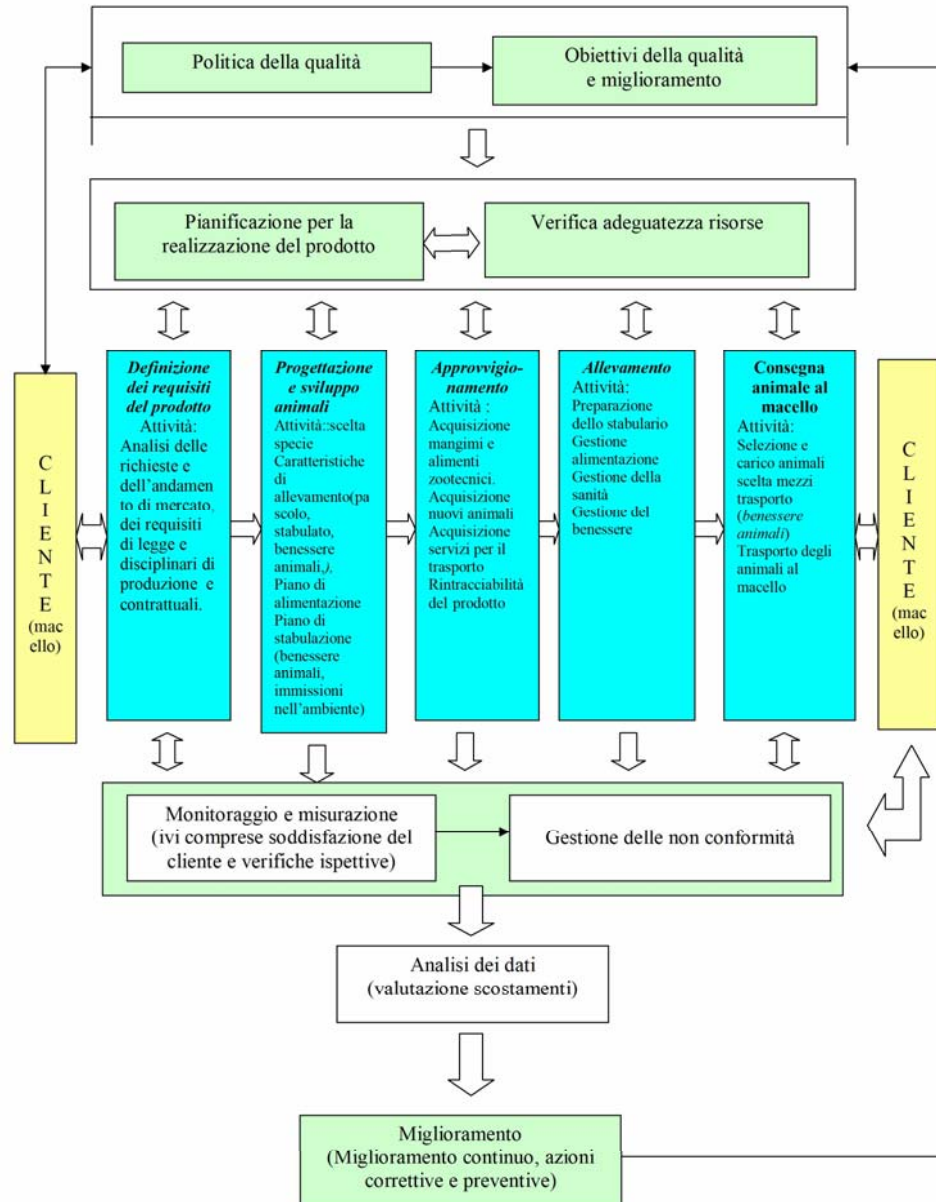 Politica della qualità
Obiettivi della qualità
e miglioramento
Pianificazione per la
realizzazione del prodotto
Verifica adeguatezza risorse
C
L
I
E
N
T
E
(mac
ello)
Definizione
dei requisiti
del prodotto
Attività:
Analisi delle
richieste e
dell'andame
nto di mercato,
dei requisiti
di legge e
disciplinari di
produzione e
contrattuali.
Progettazione
e sviluppo
animali
Attività::scelta
specie
Caratteristiche
di
allevamento(pa
scolo,
stabulato,
benessere
animali,),
Piano di
alimentazione
Piano di
stabulazione
(benessere
animali,
immissioni
nell'ambiente)
Approvvigio-
namento
Attività :
Acquisizione
mangimi e
alimenti
zootecnici.
Acquisizione
nuovi animali
Acquisizione
servizi per il
trasporto
Rintracciabilità
del prodotto
Allevamento
Attività:
Preparazione
dello stabulario
Gestione
alimentazione
Gestione della
sanità
Gestione del
benessere
Consegna
animale al
macello
Attività:
Selezione e
carico animali
scelta mezzi
trasporto
(benessere
animali)
Trasporto degli
animali al
macello
C
L
I
E
N
T
E
(mac
ello)
Monitoraggio e misurazione
(ivi comprese soddisfazione del
cliente e verifiche ispettive)
Gestione delle non conformità
Analisi dei dati
(valutazione scostamenti)
Miglioramento
(Miglioramento continuo, azioni
correttive e preventive)